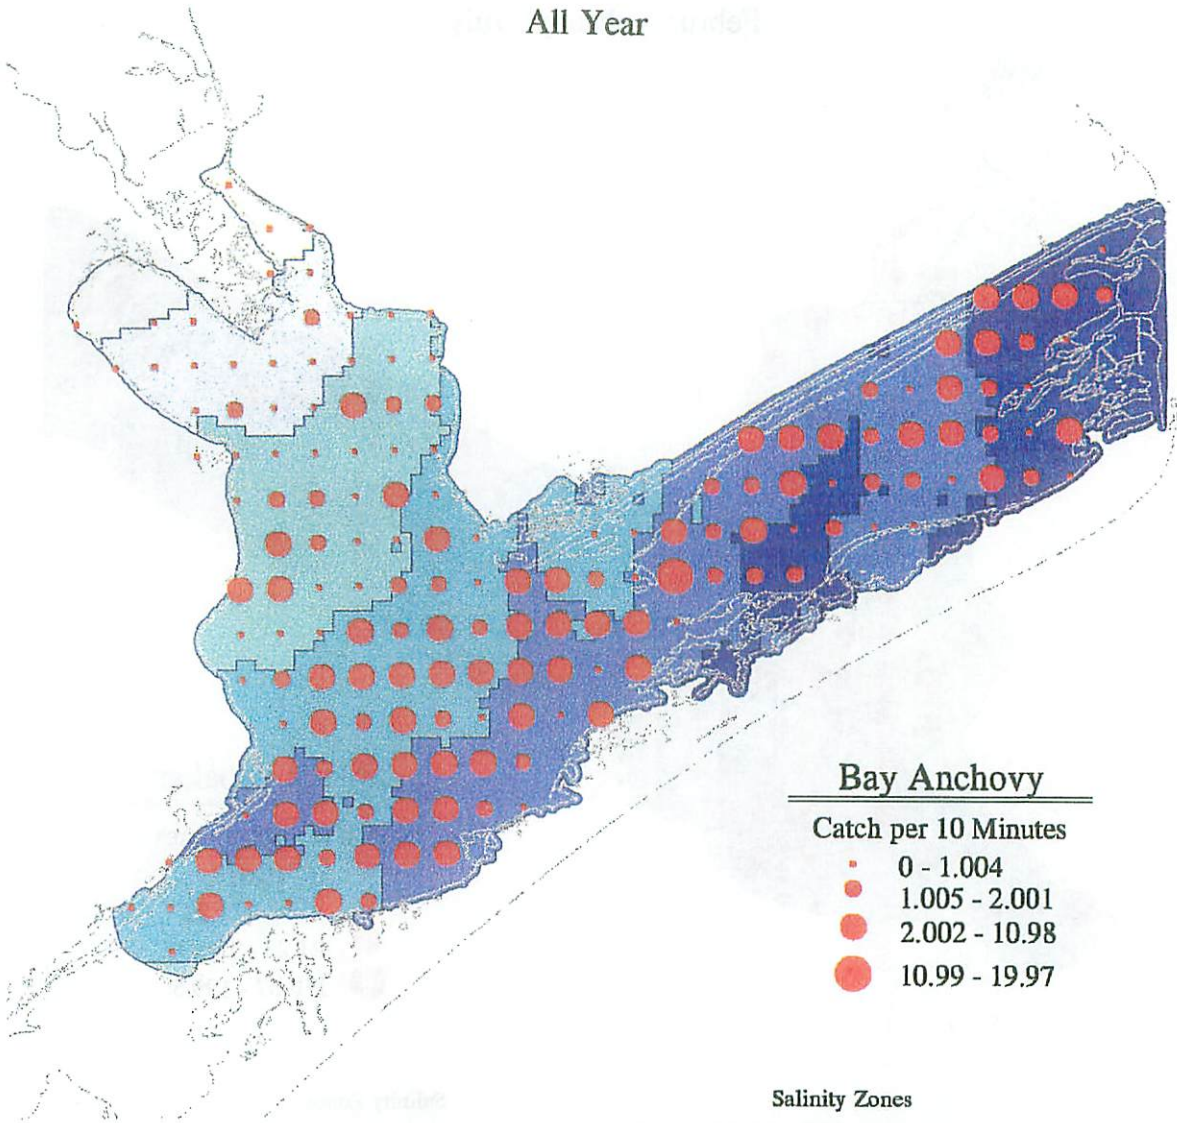 All Year
Bay Anchovy
Catch per 10 Minutes
0 - 1.004
1.005 - 2.001
2.002 - 10.98
10.99 - 19.97
Salinity Zones